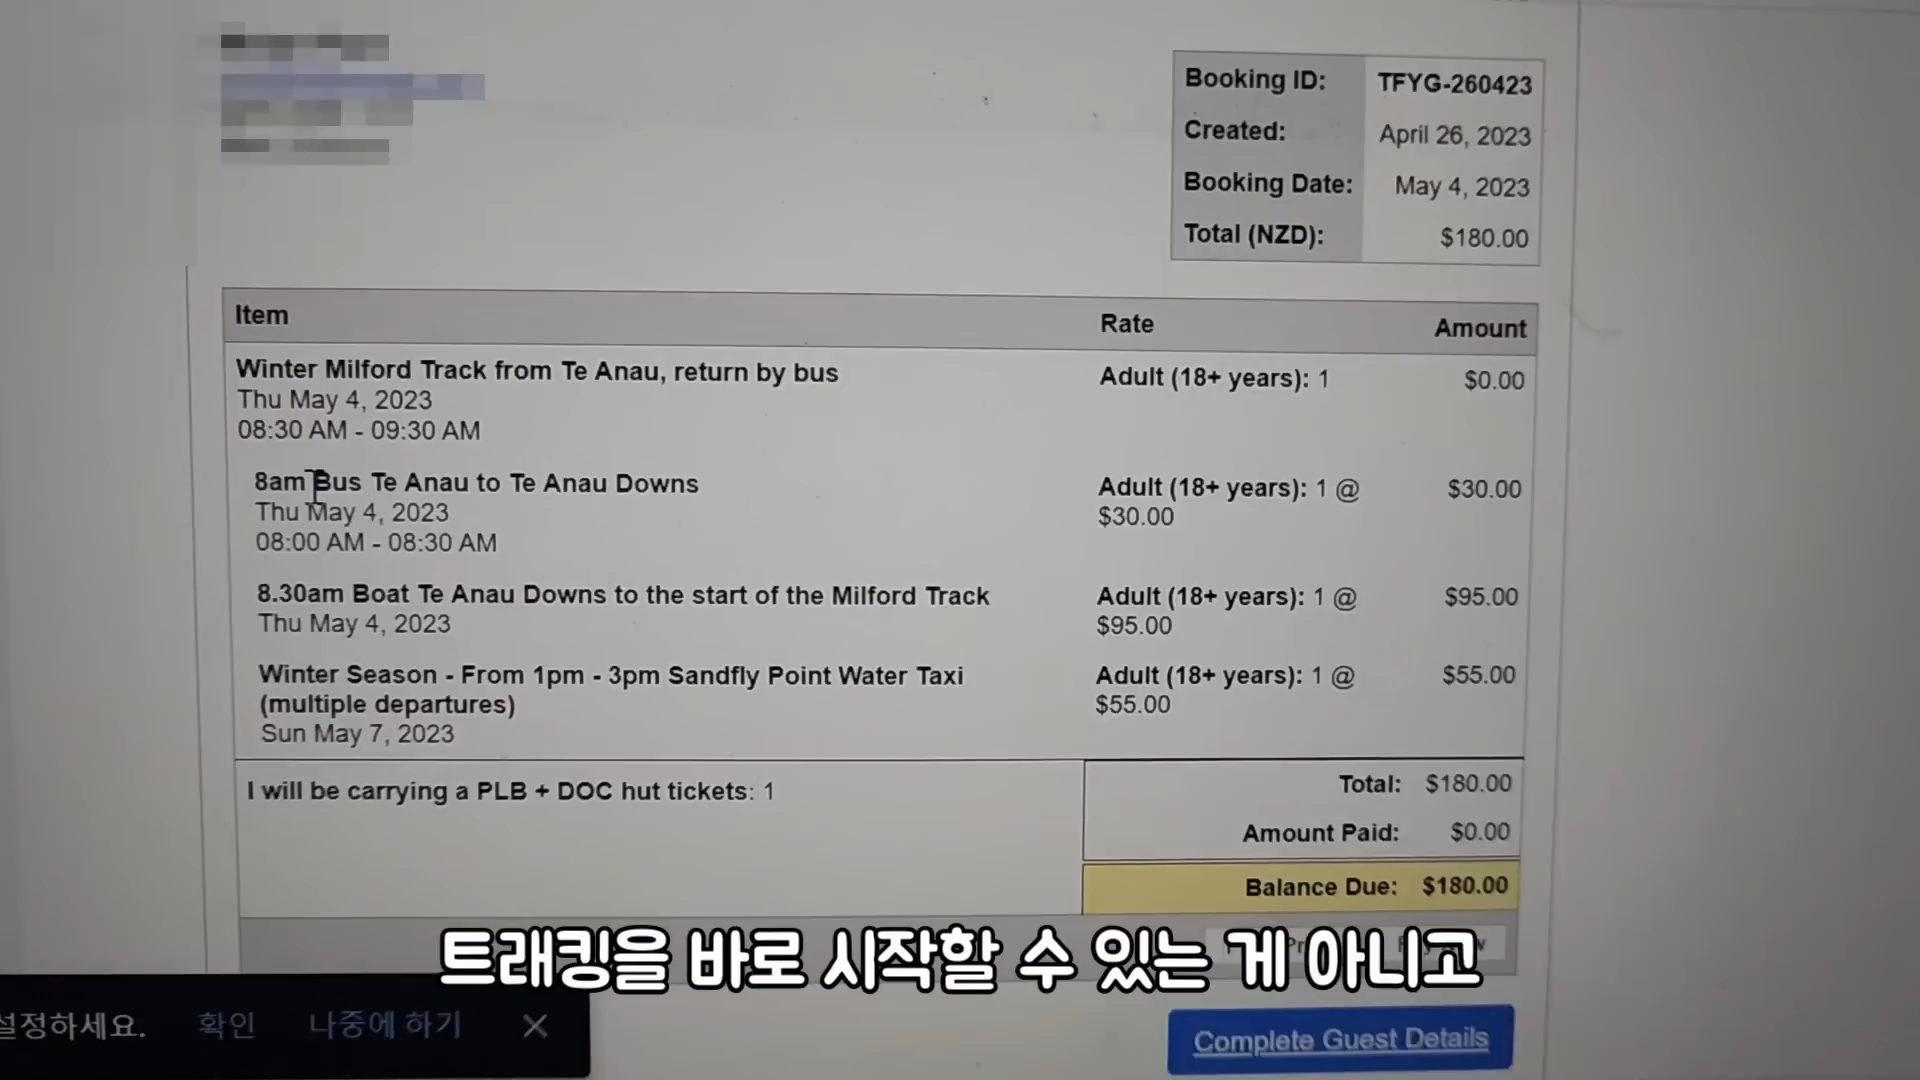 Booking ID: TFYG-260423
Created: April 26, 2023
Booking Date: May 4, 2023
Total (NZD): $180.00
Item Rate Amount
Winter Milford Track from Te Anau, return by bus Adult (18+ years): 1 $0.00
Thu May 4, 2023
08:30 AM - 09:30 AM
8am Bus Te Anau to Te Anau Downs Adult (18+ years): 1 @ $30.00
Thu May 4, 2023 $30.00
08:00 AM - 08:30 AM
8.30am Boat Te Anau Downs to the start of the Milford Track Adult (18+ years): 1 @ $95.00
Thu May 4, 2023 $95.00
Winter Season - From 1pm - 3pm Sandfly Point Water Taxi Adult (18+ years): 1 @ $55.00
(multiple departures) $55.00
Sun May 7, 2023
I will be carrying a PLB + DOC hut tickets: 1
Total: $180.00
Amount Paid: $0.00
Balance Due: $180.00
트래킹을 바로 시작할 수 있는 게 아니고
설정하세요. 확인 나중에 하기
Complete Guest Details